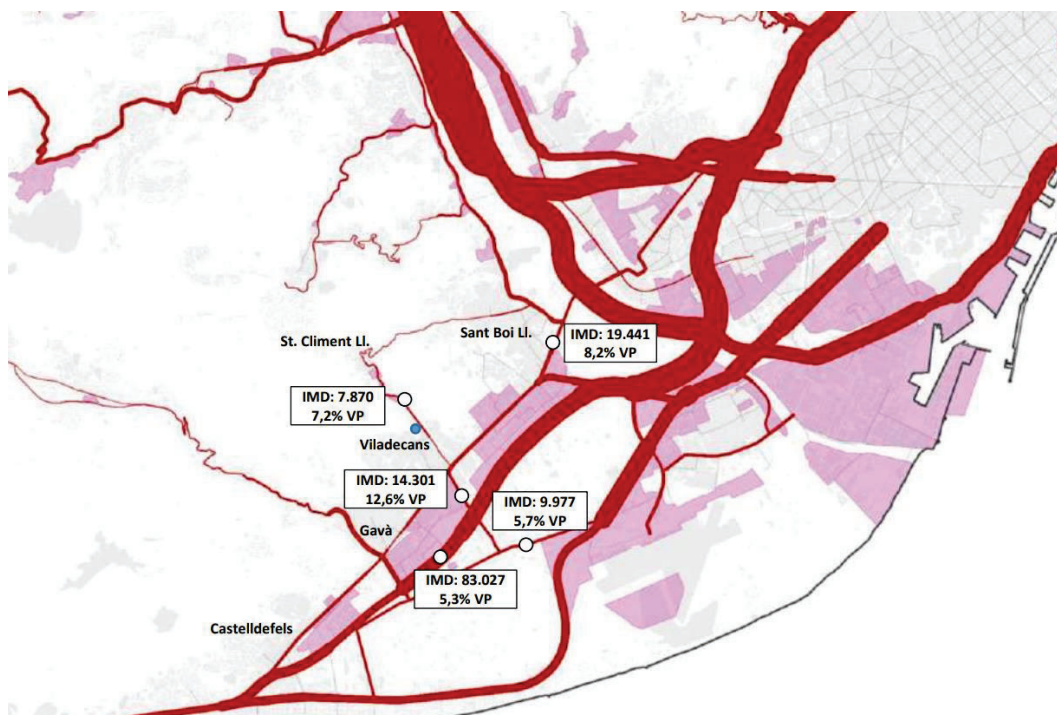 St. Climent Ll.
Sant Boi Ll.
IMD: 19.441
8,2% VP
IMD: 7.870
7,2% VP
Viladecans
IMD: 14.301
12,6% VP
IMD: 9.977
5,7% VP
Gavà
IMD: 83.027
5,3% VP
Castelldefels